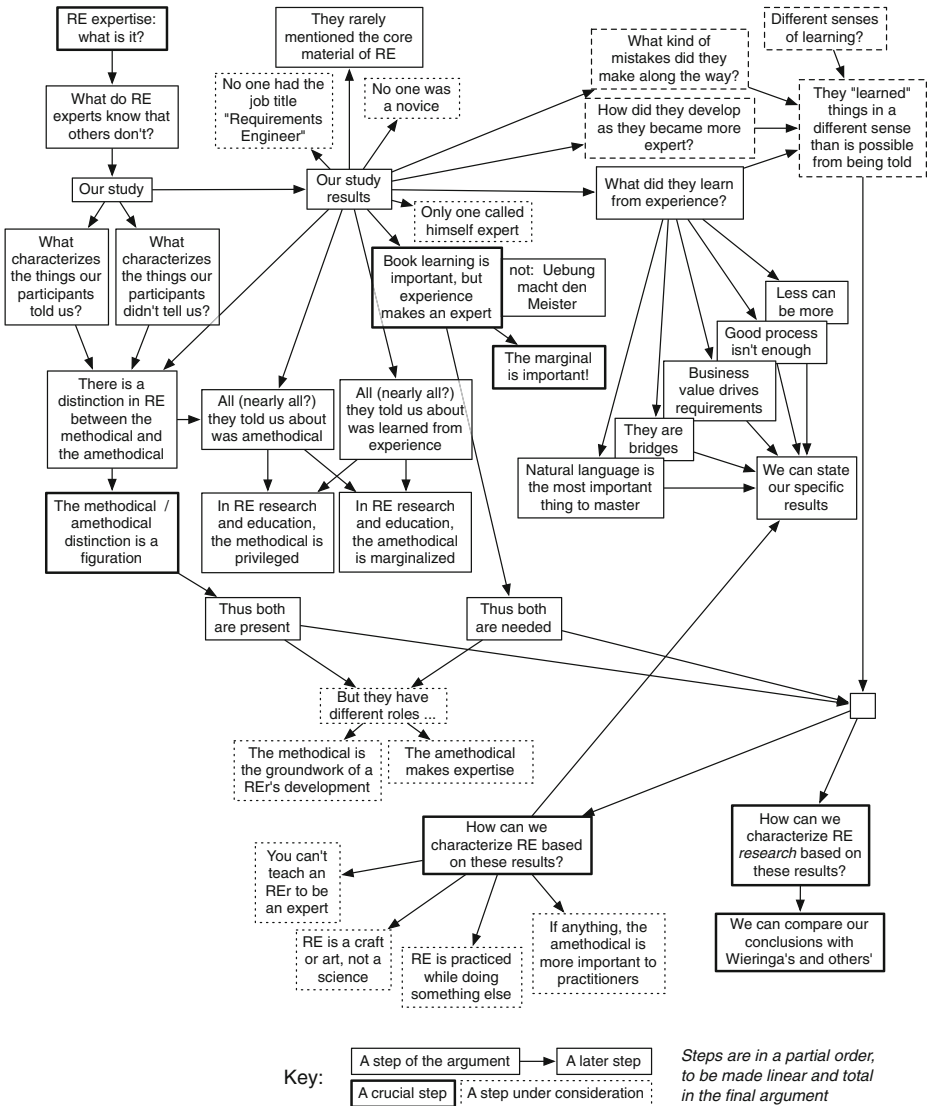 RE expertise:
what is it?
What do RE
experts know that
others don't?
Our study
What
characterizes
the things our
participants
told us?
What
characterizes
the things our
participants
didn't tell us?
There is a
distinction in RE
between the
methodical and
the amethodical
The methodical /
amethodical
distinction is a
figuration
They rarely
mentioned the core
material of RE
No one had the
job title
"Requirements
Engineer"
No one was
a novice
Our study
results
Only one called
himself expert
Book learning is
important, but
experience
makes an expert
not: Uebung
macht den
Meister
The marginal
is important!
All (nearly all?)
they told us about
was amethodical
All (nearly all?)
they told us about
was learned from
experience
In RE research
and education,
the methodical is
privileged
In RE research
and education,
the amethodical
is marginalized
What kind of
mistakes did they
make along the way?
How did they develop
as they became more
expert?
What did they learn
from experience?
Different senses
of learning?
They "learned"
things in a
different sense
than is possible
from being told
Less can
be more
Good process
isn't enough
Business
value drives
requirements
They are
bridges
Natural language is
the most important
thing to master
We can state
our specific
results
Thus both
are present
Thus both
are needed
But they have
different roles ...
The methodical is
the groundwork of a
REr's development
The amethodical
makes expertise
How can we
characterize RE based
on these results?
You can't
teach an
REr to be
an expert
RE is a craft
or art, not a
science
RE is practiced
while doing
something else
If anything, the
amethodical is
more important to
practitioners
How can we
characterize RE
research based on
these results?
We can compare our
conclusions with
Wieringa's and others'
Key:
A step of the argument
A later step
A crucial step
A step under consideration
Steps are in a partial order,
to be made linear and total
in the final argument